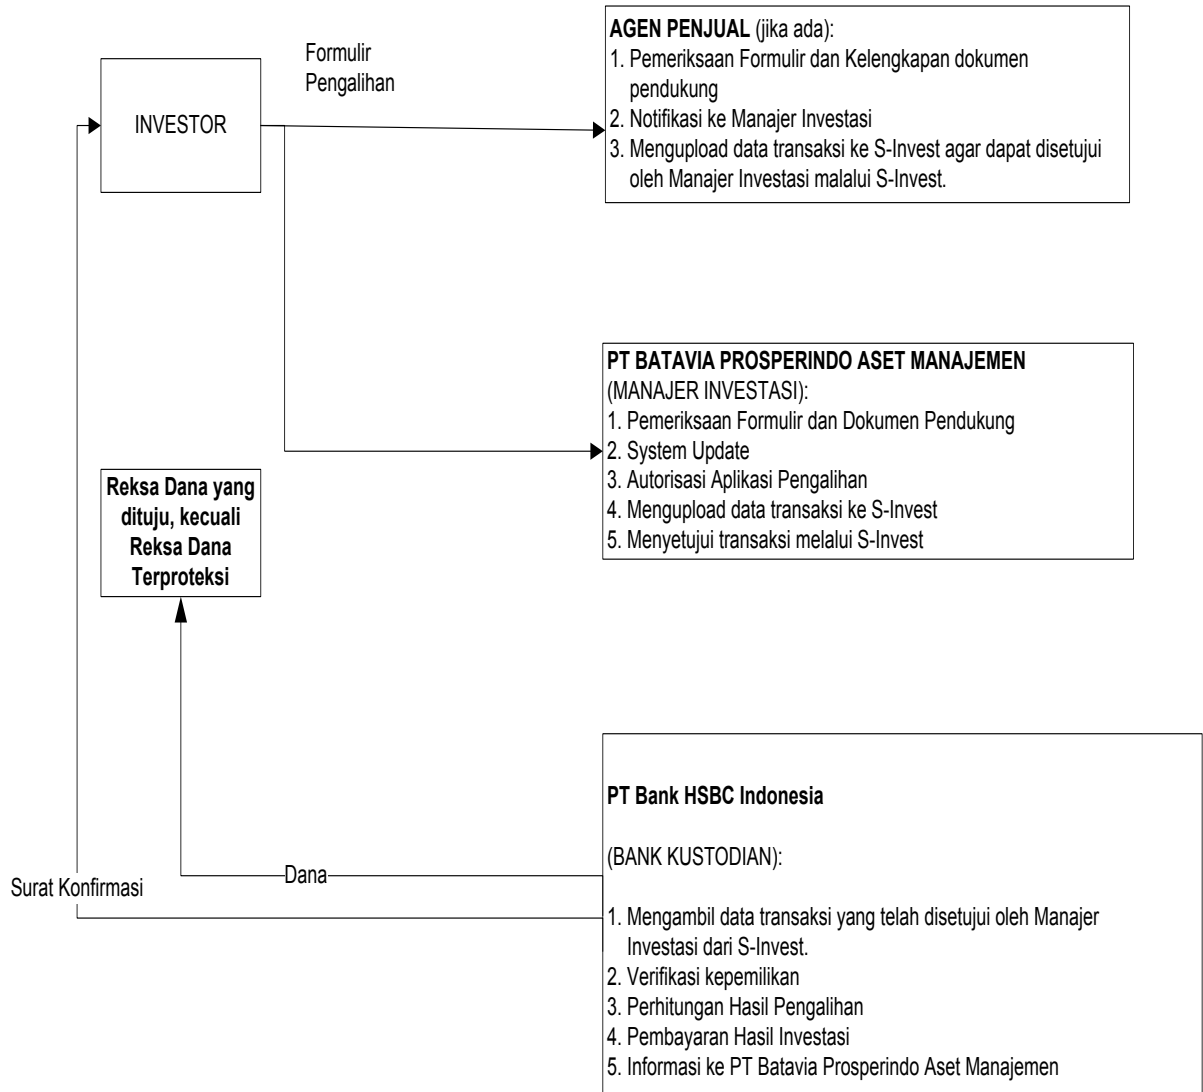 Formulir
Pengalihan
INVESTOR
AGEN PENJUAL (jika ada):
1. Pemeriksaan Formulir dan Kelengkapan dokumen
pendukung
2. Notifikasi ke Manajer Investasi
3. Mengupload data transaksi ke S-Invest agar dapat disetujui
oleh Manajer Investasi malalui S-Invest.
PT BATAVIA PROSPERINDO ASET MANAJEMEN
(MANAJER INVESTASI):
1. Pemeriksaan Formulir dan Dokumen Pendukung
2. System Update
3. Autorisasi Aplikasi Pengalihan
4. Mengupload data transaksi ke S-Invest
5. Menyetujui transaksi melalui S-Invest
Reksa Dana yang
dituju, kecuali
Reksa Dana
Terproteksi
Dana
Surat Konfirmasi
PT Bank HSBC Indonesia
(BANK KUSTODIAN):
1. Mengambil data transaksi yang telah disetujui oleh Manajer
Investasi dari S-Invest.
2. Verifikasi kepemilikan
3. Perhitungan Hasil Pengalihan
4. Pembayaran Hasil Investasi
5. Informasi ke PT Batavia Prosperindo Aset Manajemen